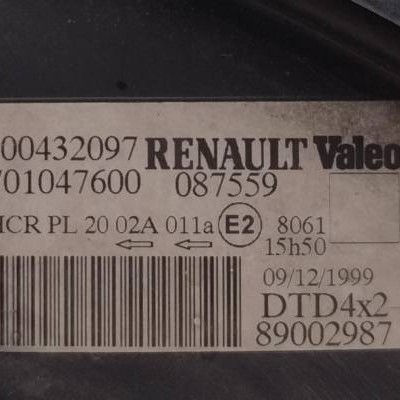 00432097 RENAULT Valeo
701047600 087559
HCR PL 20 02A 011a E2 8061
15h50
09/12/1999
DTD4x2
89002987